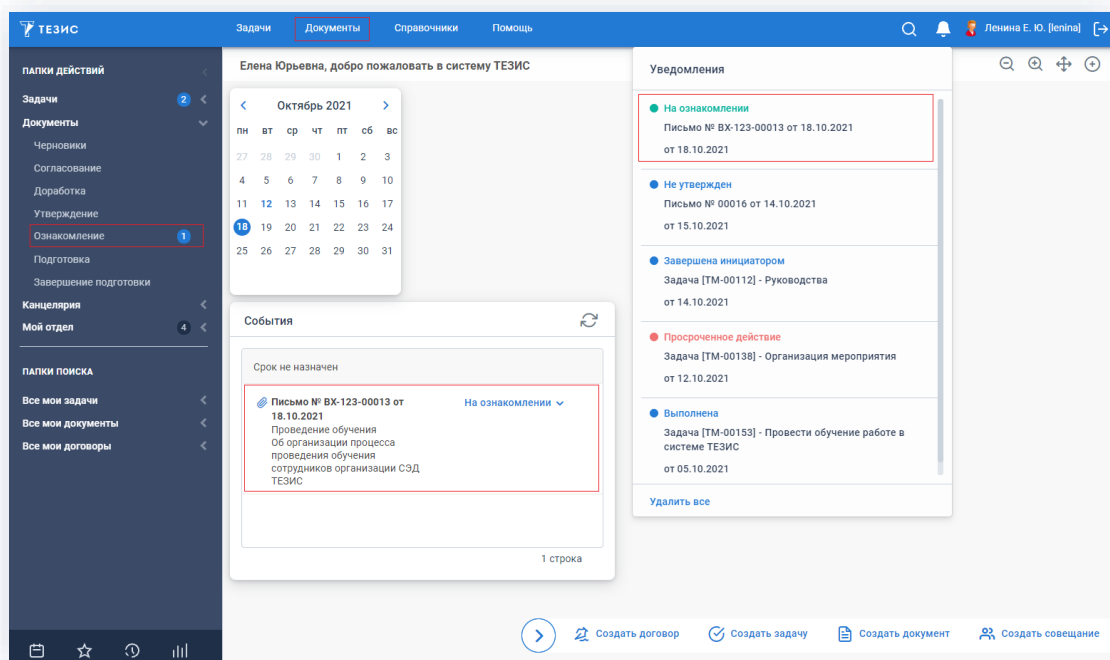 ТЕЗИС
Задачи Документы Справочники Помощь
Ленина Е. Ю. [lenina]
ПАПКИ ДЕЙСТВИЙ
Задачи 2
Документы
Черновики
Согласование
Доработка
Утверждение
Ознакомление 1
Подготовка
Завершение подготовки
Канцелярия
Мой отдел 4
ПАПКИ ПОИСКА
Все мои задачи
Все мои документы
Все мои договоры
Елена Юрьевна, добро пожаловать в систему ТЕЗИС
Октябрь 2021
пн вт ср чт пт сб вс
27 28 29 30 1 2 3
4 5 6 7 8 9 10
11 12 13 14 15 16 17
18 19 20 21 22 23 24
25 26 27 28 29 30 31
События
Срок не назначен
Письмо № ВХ-123-00013 от На ознакомлении
18.10.2021
Проведение обучения
Об организации процесса
проведения обучения
сотрудников организации СЭД
ТЕЗИС
1 строка
Уведомления
На ознакомлении
Письмо № ВХ-123-00013 от 18.10.2021
от 18.10.2021
Не утвержден
Письмо № 00016 от 14.10.2021
от 15.10.2021
Завершена инициатором
Задача [ТМ-00112] - Руководства
от 14.10.2021
Просроченное действие
Задача [ТМ-00138] - Организация мероприятия
от 12.10.2021
Выполнена
Задача [ТМ-00153] - Провести обучение работе в
системе ТЕЗИС
от 05.10.2021
Удалить все
Создать договор Создать задачу Создать документ Создать совещание